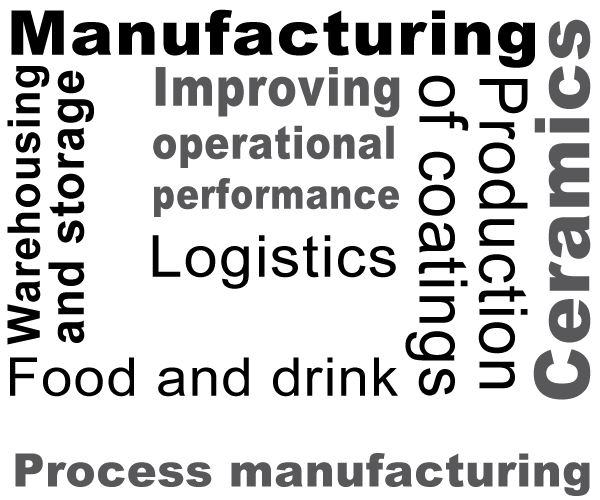 Manufacturing
Warehousing
and storage
Improving
operational
performance
Logistics
Production
of coatings
Ceramics
Food and drink
Process manufacturing